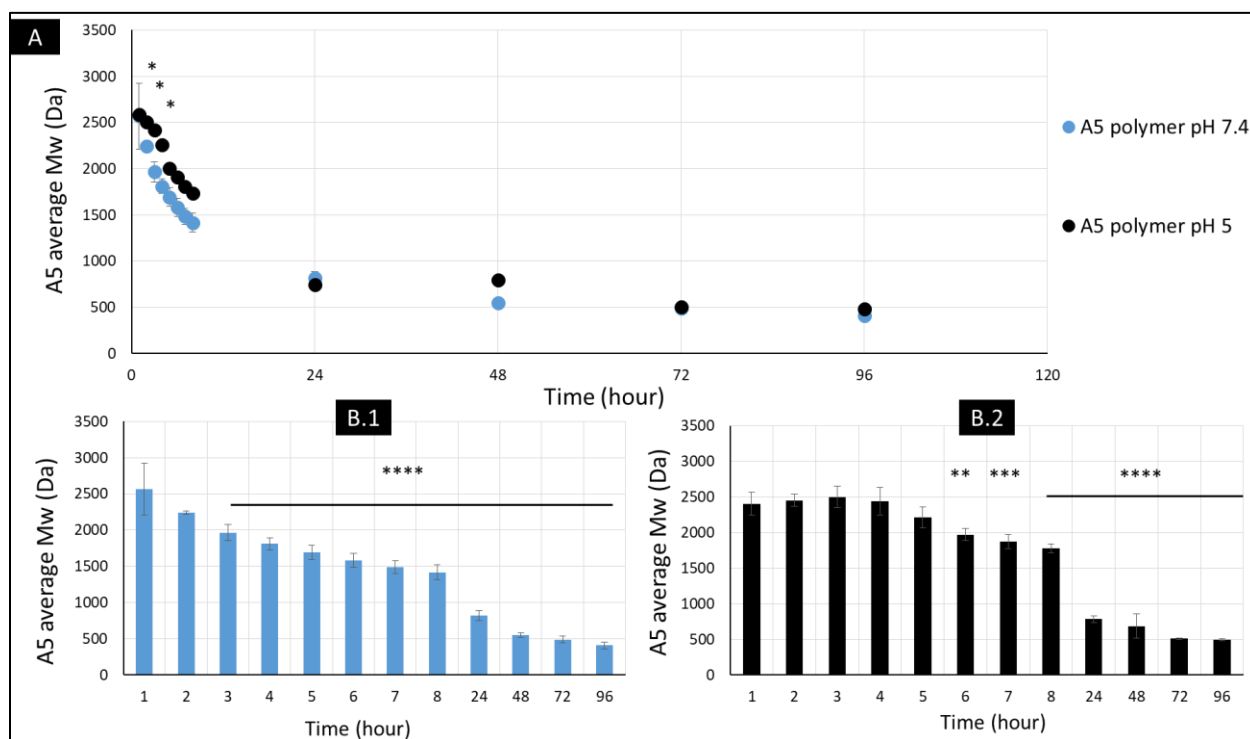 A
3500
3000
2500
2000
1500
1000
500
0
A5 average Mw (Da)
*
*
*
0 24 48 72 96 120
Time (hour)
A5 polymer pH 7.4
A5 polymer pH 5
B.1
3500
3000
2500
2000
1500
1000
500
0
A5 average Mw (Da)
****
1 2 3 4 5 6 7 8 24 48 72 96
Time (hour)
B.2
3500
3000
2500
2000
1500
1000
500
0
A5 average Mw (Da)
** *** ****
1 2 3 4 5 6 7 8 24 48 72 96
Time (hour)